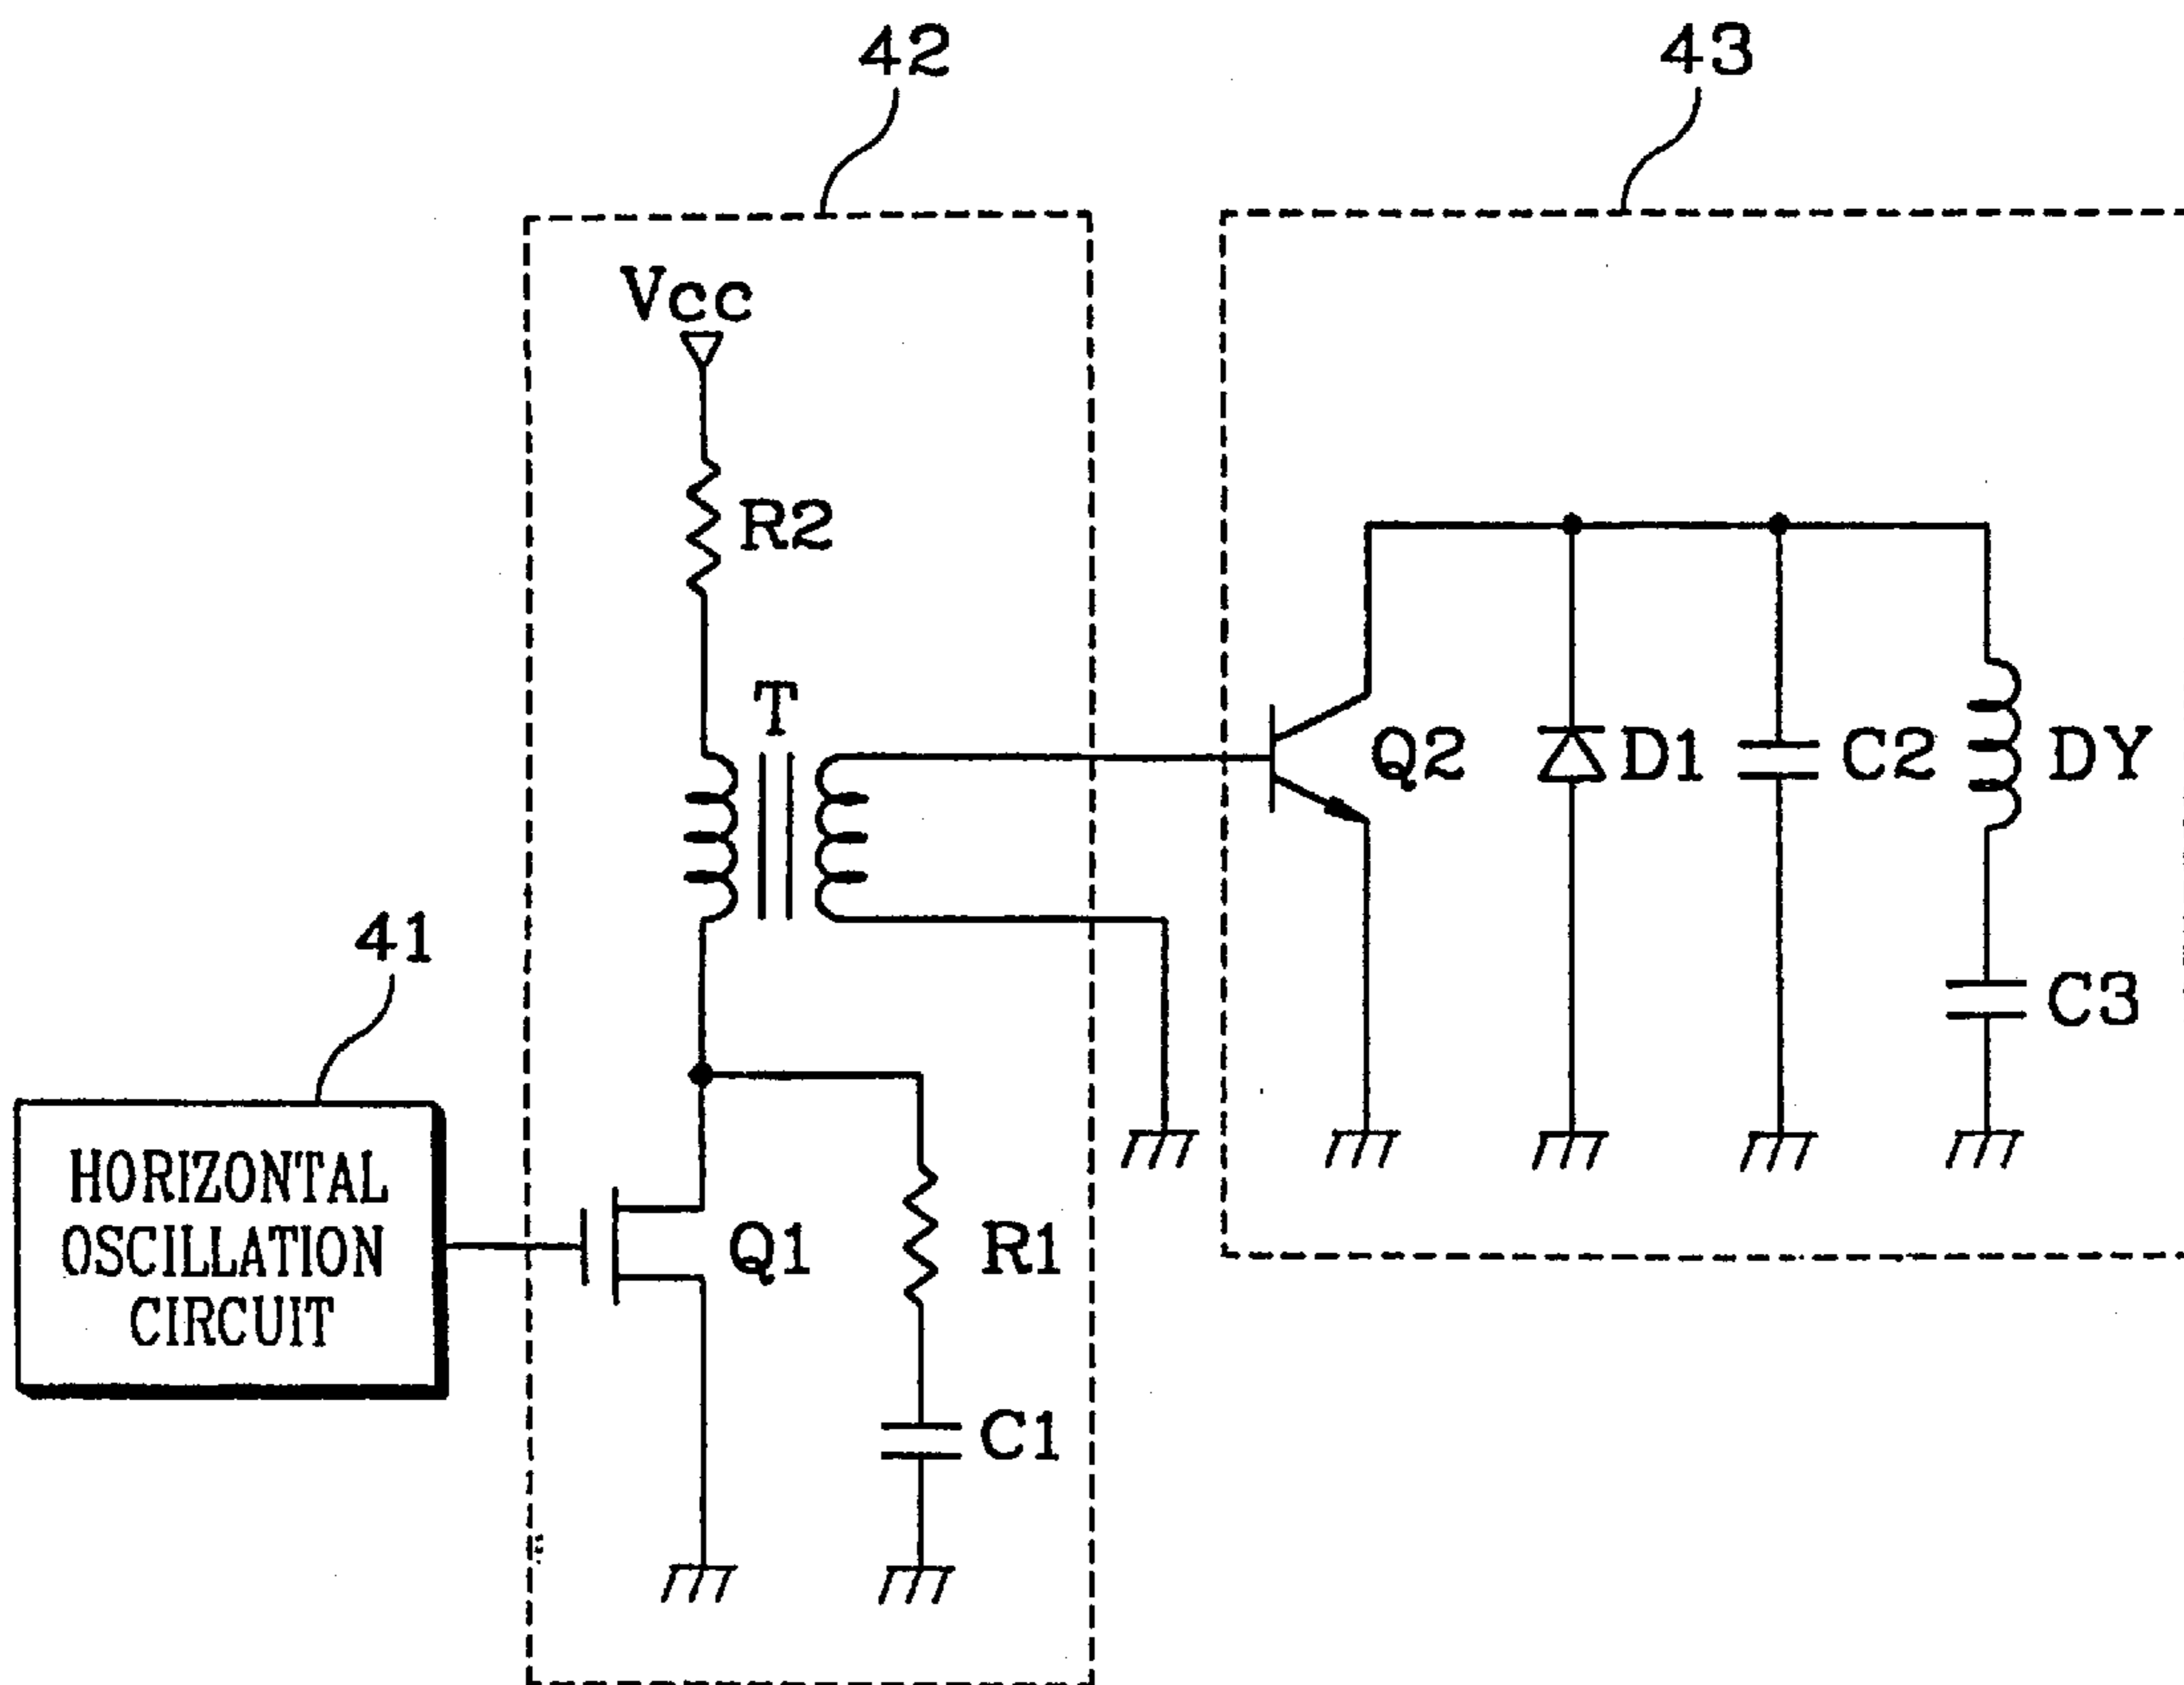 42
43
Vcc
R2
T
Q2
D1
C2
DY
41
C3
HORIZONTAL
OSCILLATION
CIRCUIT
Q1
R1
C1